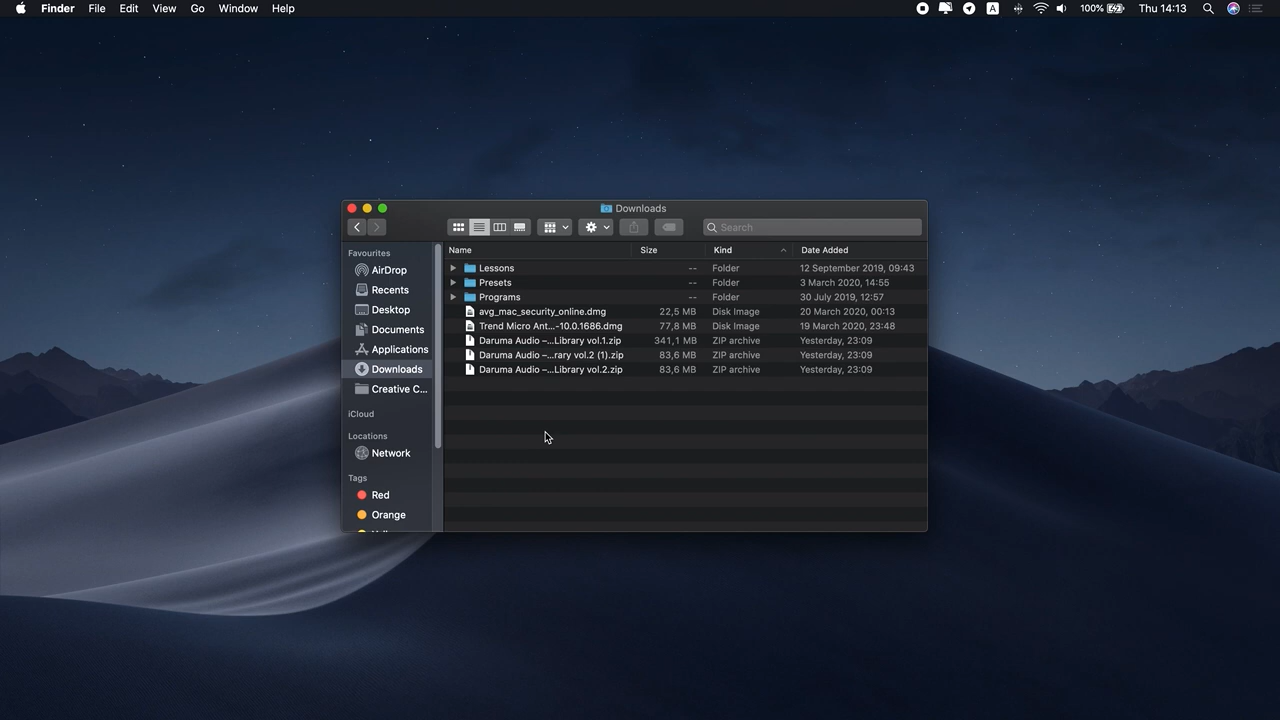 Finder File Edit View Go Window Help A 100% Thu 14:13
Downloads
Search
Favourites
AirDrop
Recents
Desktop
Documents
Applications
Downloads
Creative C...
iCloud
Locations
Network
Tags
Red
Orange
Name Size Kind Date Added
Lessons -- Folder 12 September 2019, 09:43
Presets -- Folder 3 March 2020, 14:55
Programs -- Folder 30 July 2019, 12:57
avg_mac_security_online.dmg 22,5 MB Disk Image 20 March 2020, 00:13
Trend Micro Ant...-10.0.1686.dmg 77,8 MB Disk Image 19 March 2020, 23:48
Daruma Audio –...Library vol.1.zip 341,1 MB ZIP archive Yesterday, 23:09
Daruma Audio –...rary vol.2 (1).zip 83,6 MB ZIP archive Yesterday, 23:09
Daruma Audio –...Library vol.2.zip 83,6 MB ZIP archive Yesterday, 23:09